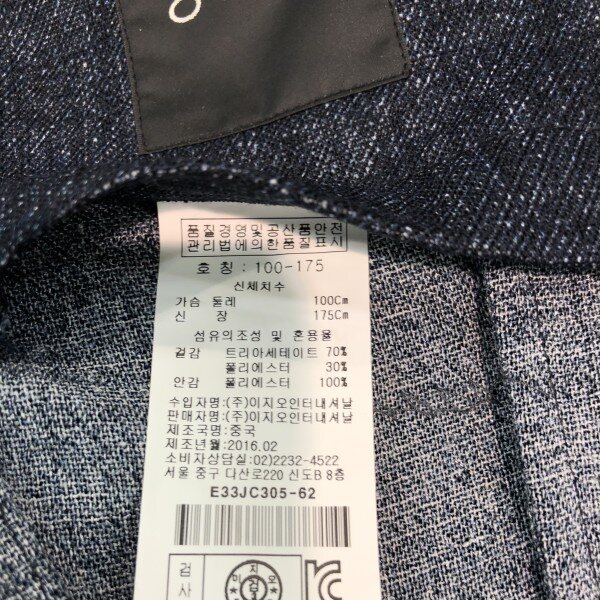 품질경영및공산품안전
관리법에의한품질표시
호 칭 : 100-175
신체치수
가슴 둘레 100Cm
신 장 175Cm
섬유의조성 및 혼용율
겉감 트리아세테이트 70%
폴리에스터 30%
안감 폴리에스터 100%
수입자명:(주)이지오인터내셔날
판매자명:(주)이지오인터내셔날
제조국명:중국
제조년월:2016.02
소비자상담실:02)2232-4522
서울 중구 다산로220 신도B 8층
E33JC305-62
검사
이지오
검